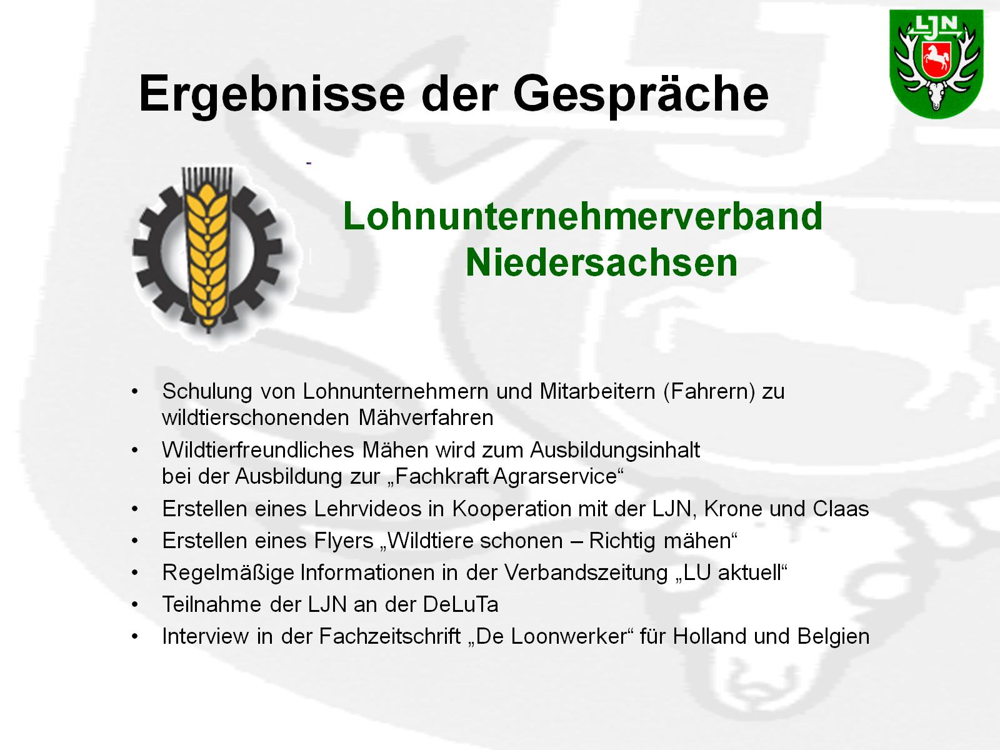 LJN
Ergebnisse der Gespräche
Lohnunternehmerverband
Niedersachsen
• Schulung von Lohnunternehmern und Mitarbeitern (Fahrern) zu
wildtierschonenden Mähverfahren
• Wildtierfreundliches Mähen wird zum Ausbildungsinhalt
bei der Ausbildung zur „Fachkraft Agrarservice“
• Erstellen eines Lehrvideos in Kooperation mit der LJN, Krone und Claas
• Erstellen eines Flyers „Wildtiere schonen – Richtig mähen“
• Regelmäßige Informationen in der Verbandszeitung „LU aktuell“
• Teilnahme der LJN an der DeLuTa
• Interview in der Fachzeitschrift „De Loonwerker“ für Holland und Belgien